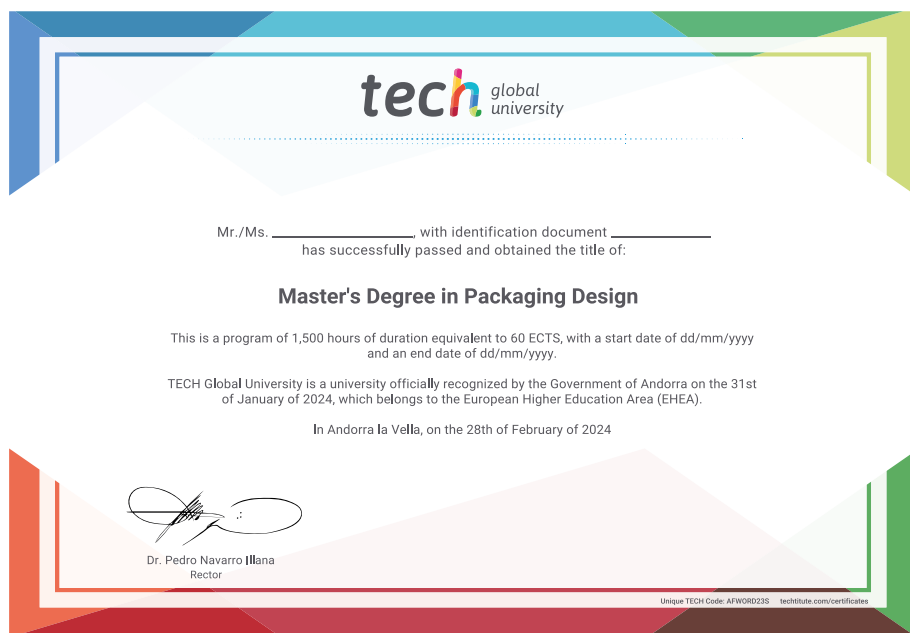 tech global university
Mr./Ms. ____________________, with identification document ______________
has successfully passed and obtained the title of:
Master's Degree in Packaging Design
This is a program of 1,500 hours of duration equivalent to 60 ECTS, with a start date of dd/mm/yyyy
and an end date of dd/mm/yyyy.
TECH Global University is a university officially recognized by the Government of Andorra on the 31st
of January of 2024, which belongs to the European Higher Education Area (EHEA).
In Andorra la Vella, on the 28th of February of 2024
Dr. Pedro Navarro Illana
Rector
Unique TECH Code: AFWORD23S techtitute.com/certificates